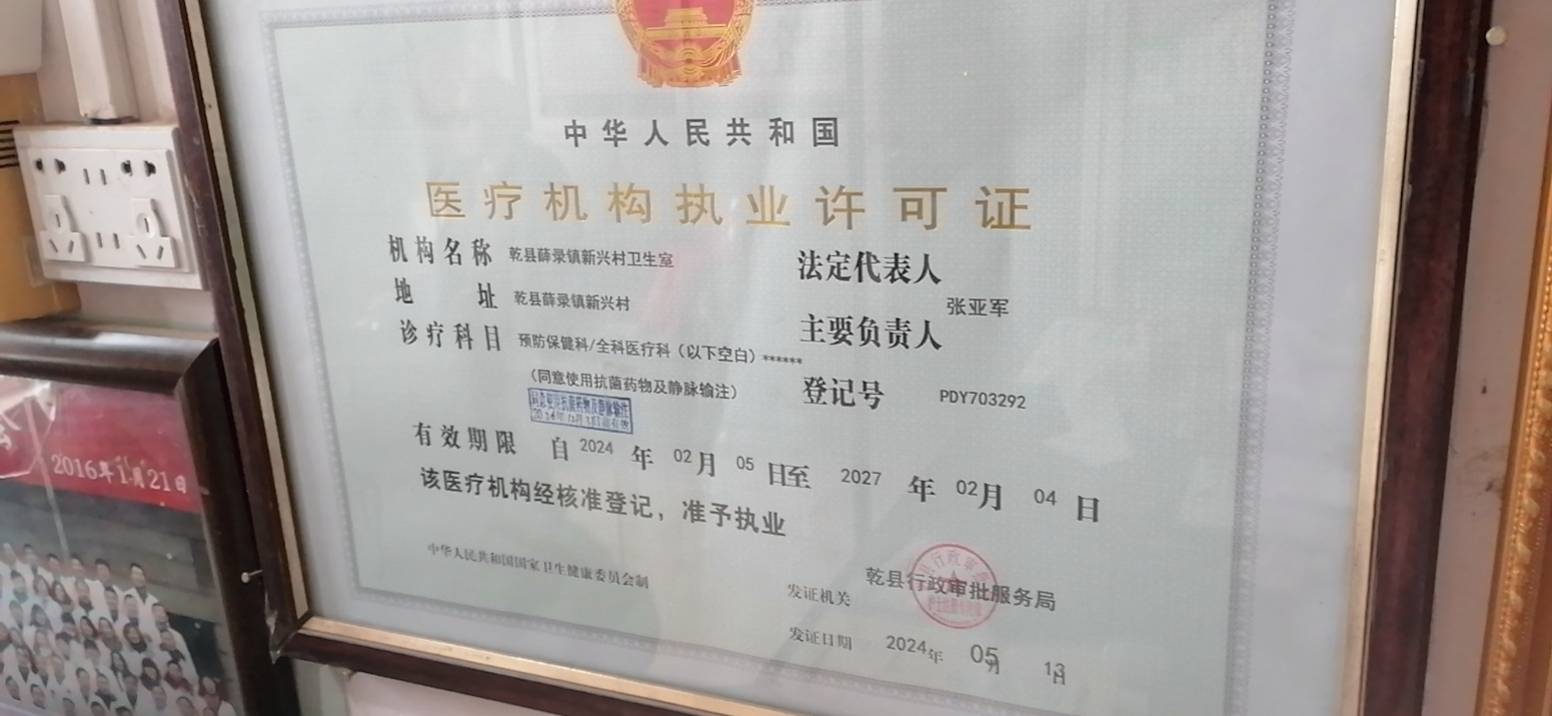 中华人民共和国
医疗机构执业许可证
机构名称 乾县薛录镇新兴村卫生室
法定代表人
地址 乾县薛录镇新兴村
张亚军
主要负责人
诊疗科目 预防保健科/全科医疗科（以下空白）******
（同意使用抗菌药物及静脉输注）
登记号 PDY703292
有效期限 自 2024 年 02 月 05 日至 2027 年 02 月 04 日
该医疗机构经核准登记，准予执业
中华人民共和国国家卫生健康委员会制
发证机关 乾县行政审批服务局
发证日期 2024年 05月 13日
2016年1月21日